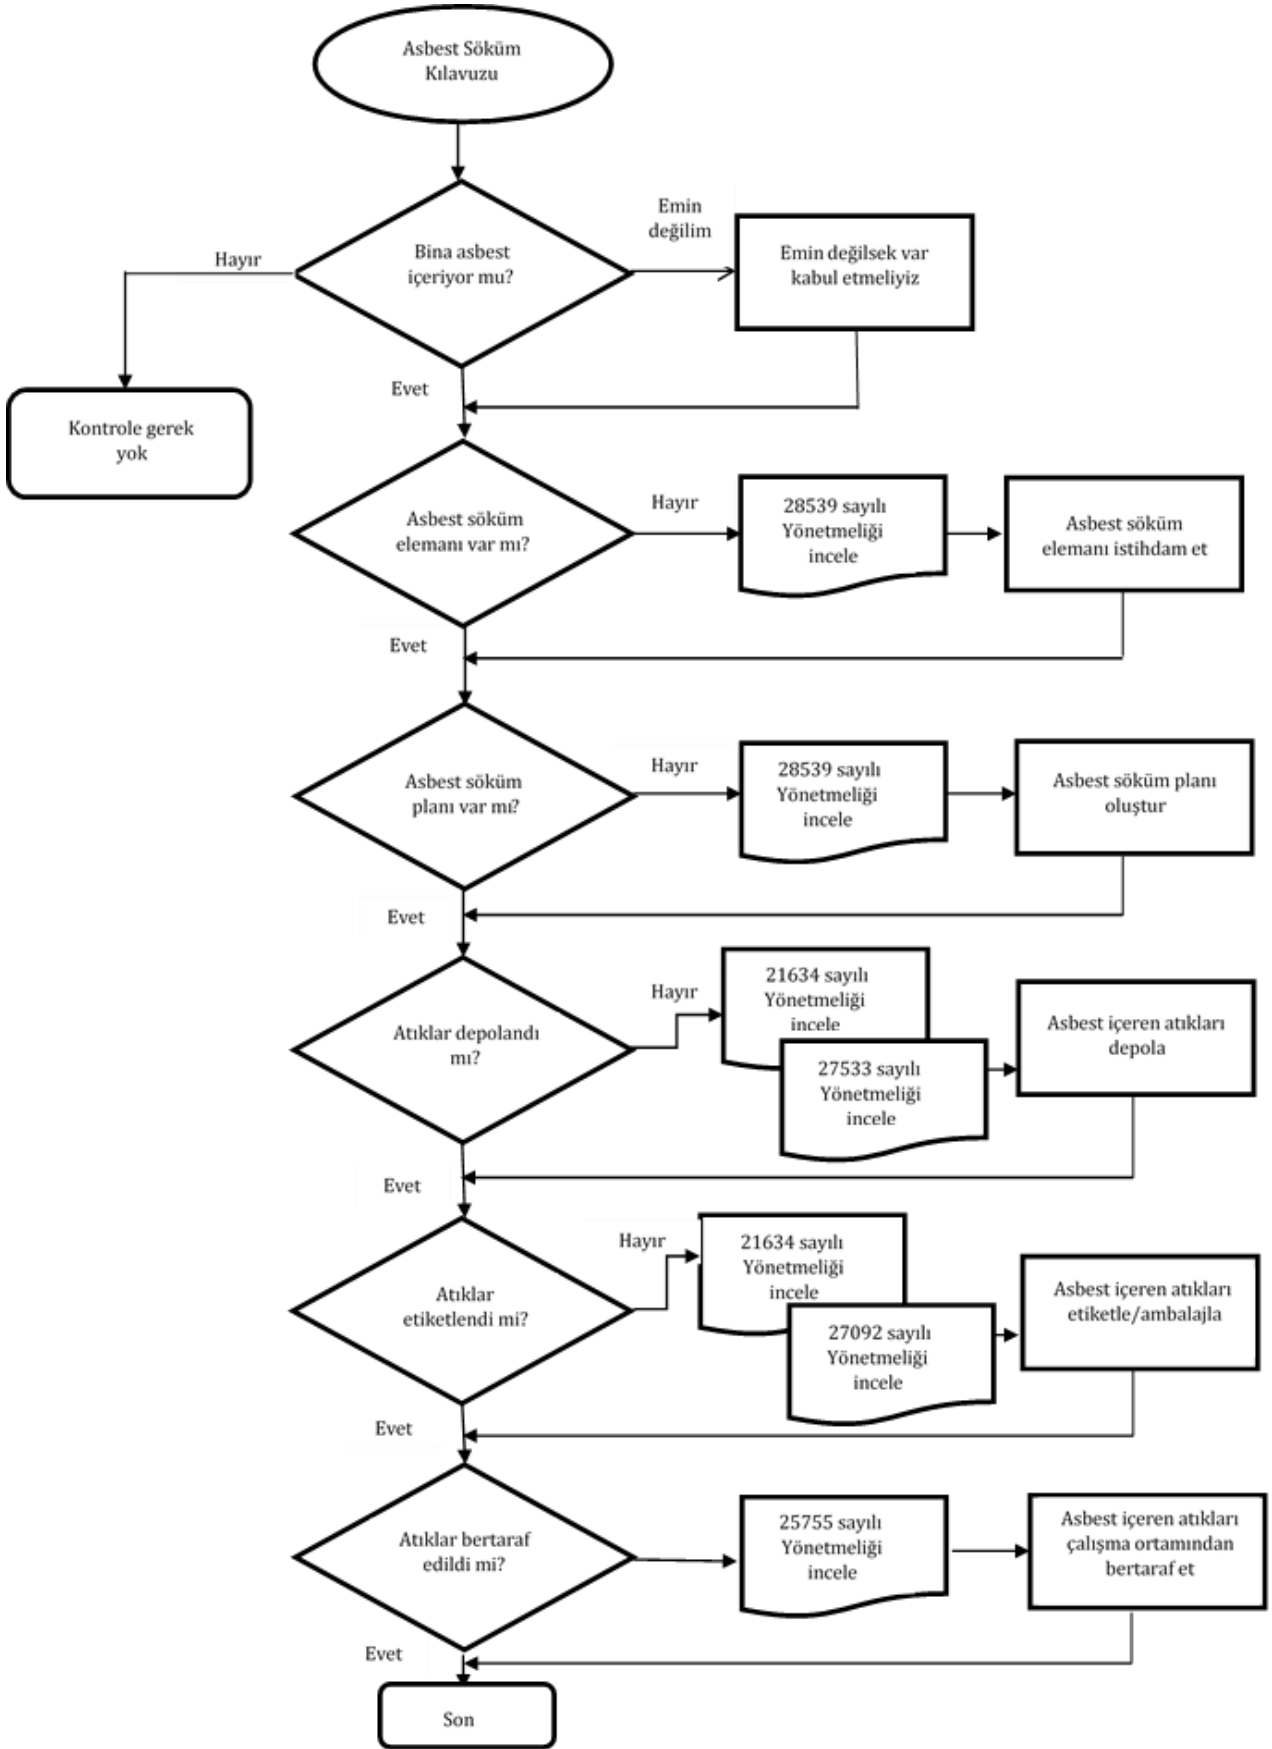 Asbest Söküm
Kılavuzu
Bina asbest
içeriyor mu?
Hayır
Emin
değilim
Emin değilsek var
kabul etmeliyiz
Kontrole gerek
yok
Evet
Asbest söküm
elemanı var mı?
Hayır
28539 sayılı
Yönetmeliği
incele
Asbest söküm
elemanı istihdam et
Evet
Asbest söküm
planı var mı?
Hayır
28539 sayılı
Yönetmeliği
incele
Asbest söküm planı
oluştur
Evet
Atıklar depolandı
mı?
Hayır
21634 sayılı
Yönetmeliği
incele
27533 sayılı
Yönetmeliği
incele
Asbest içeren atıkları
depola
Evet
Atıklar
etiketlendi mi?
Hayır
21634 sayılı
Yönetmeliği
incele
27092 sayılı
Yönetmeliği
incele
Asbest içeren atıkları
etiketle/ambalajla
Evet
Atıklar bertaraf
edildi mi?
25755 sayılı
Yönetmeliği
incele
Asbest içeren atıkları
çalışma ortamından
bertaraf et
Evet
Son